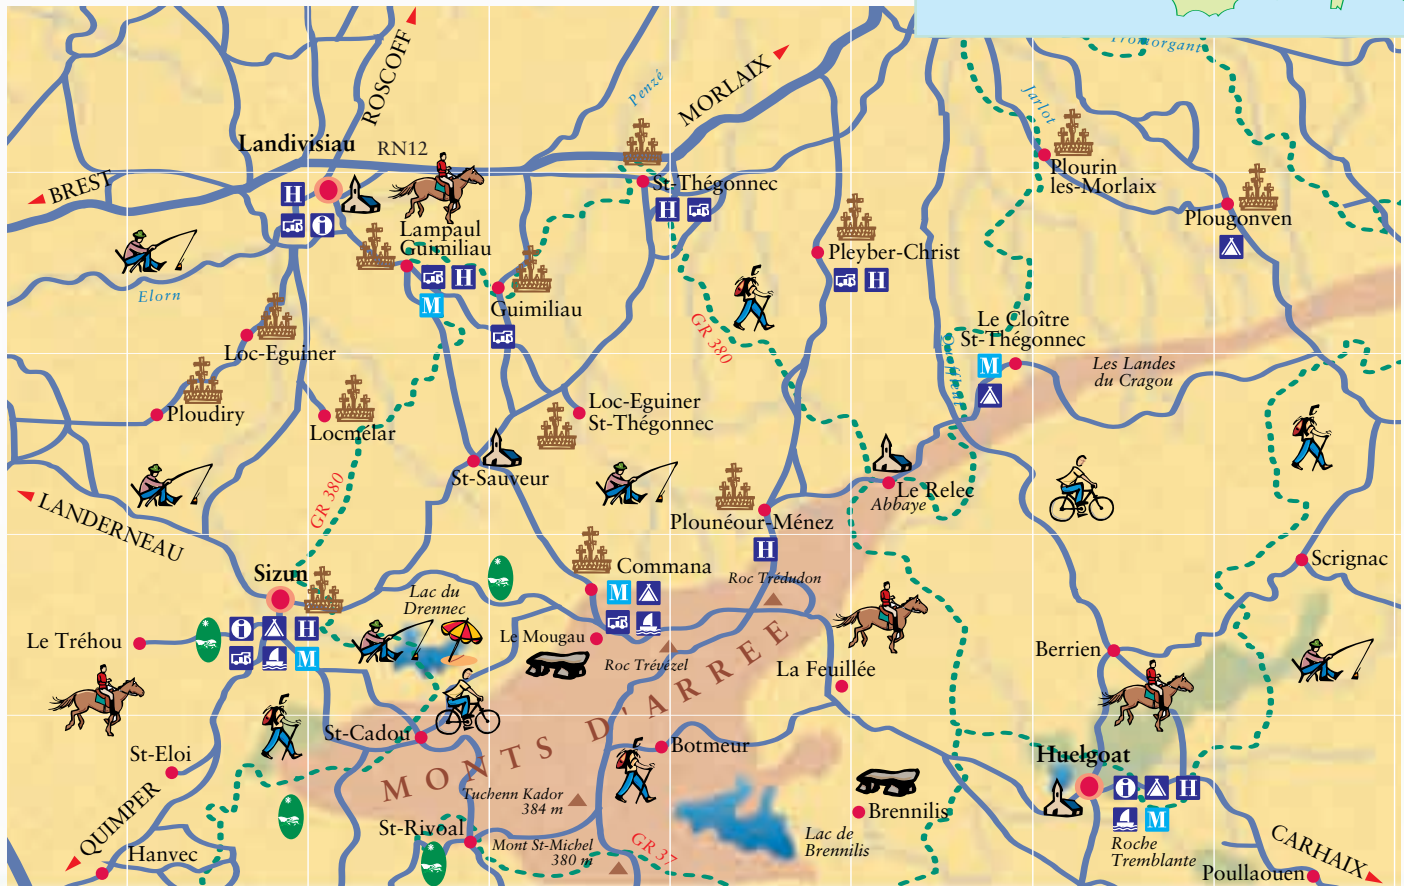 Trontorgant
ROSCOFF
MORLAIX
Penzé
Jarlot
Landivisiau
RN12
BREST
H
i
St-Thégonnec
H
Plourin
les-Morlaix
Plougonven
Lampaul
Guimiliau
H
M
Pleyber-Christ
H
Elorn
Guimiliau
GR 380
Le Cloître
St-Thégonnec
M
Queffleut
Les Landes
du Cragou
Loc-Eguiner
Ploudiry
Locmélar
Loc-Eguiner
St-Thégonnec
St-Sauveur
GR 380
LANDERNEAU
Le Relec
Abbaye
Plounéour-Ménez
H
Scrignac
Sizun
Commana
M
Roc Trédudon
Lac du
Drennec
i
H
M
Le Tréhou
Le Mougau
Roc Trévézel
La Feuillée
Berrien
St-Cadou
MONTS D'ARREE
Botmeur
St-Eloi
Huelgoat
i
H
M
QUIMPER
Tuchenn Kador
384 m
Brennilis
Lac de
Brennilis
St-Rivoal
Mont St-Michel
380 m
GR 37
Roche
Tremblante
CARHAIX
Hanvec
Poullaouen